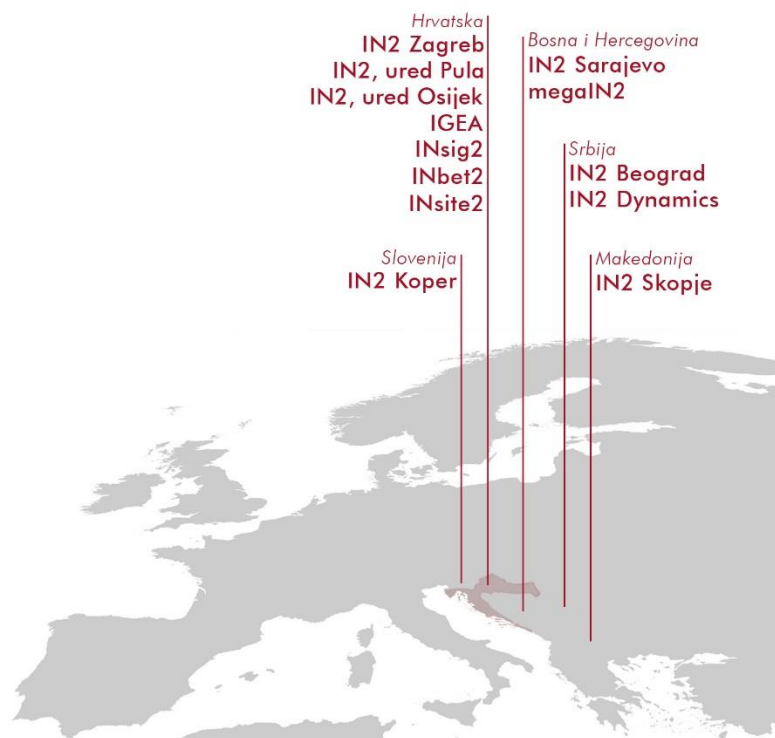 Hrvatska
IN2 Zagreb
IN2, ured Pula
IN2, ured Osijek
IGEA
INsig2
INbet2
INsite2
Bosna i Hercegovina
IN2 Sarajevo
megaIN2
Srbija
IN2 Beograd
IN2 Dynamics
Slovenija
IN2 Koper
Makedonija
IN2 Skopje